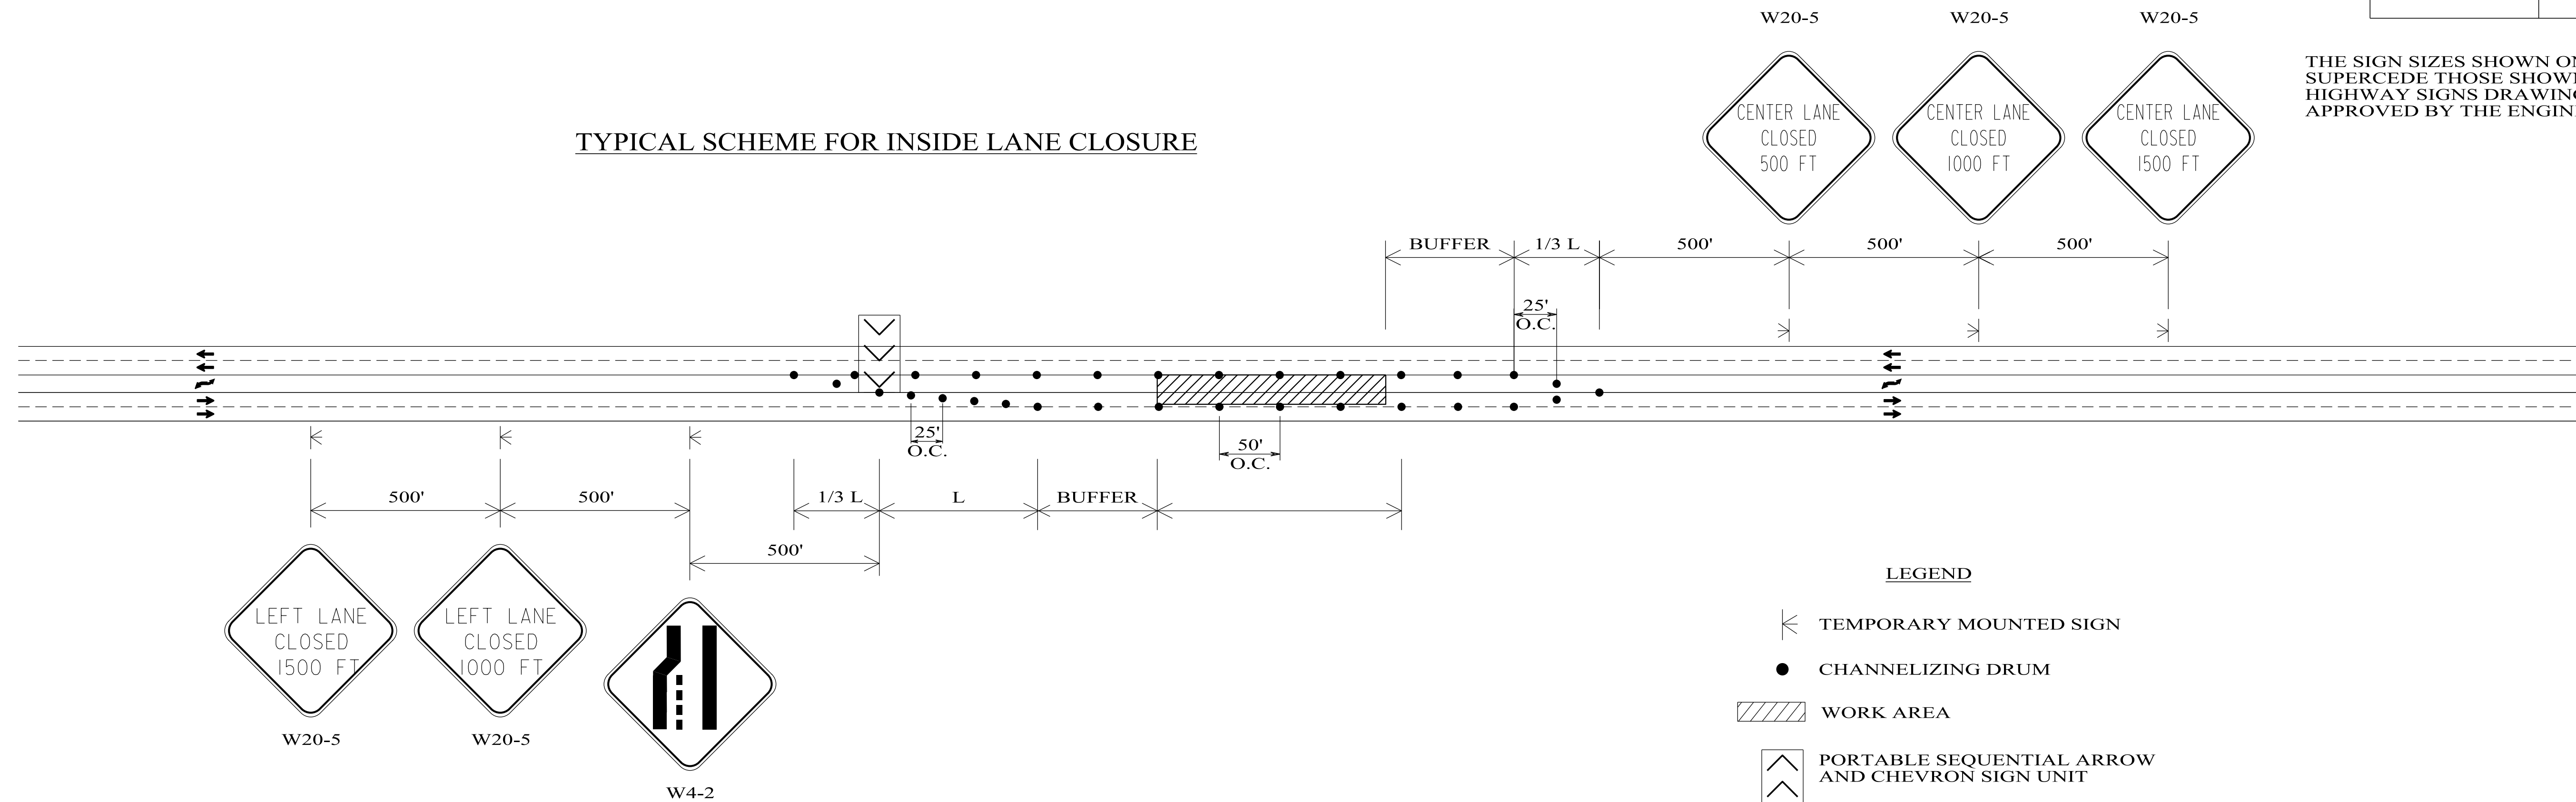 W20-5
W20-5
W20-5
THE SIGN SIZES SHOWN ON
SUPERCEDE THOSE SHOWN
HIGHWAY SIGNS DRAWING
APPROVED BY THE ENGIN
CENTER LANE
CLOSED
500 FT
CENTER LANE
CLOSED
1000 FT
CENTER LANE
CLOSED
1500 FT
TYPICAL SCHEME FOR INSIDE LANE CLOSURE
BUFFER
1/3 L
500'
500'
500'
25'
O.C.
25'
O.C.
50'
O.C.
500'
500'
1/3 L
L
BUFFER
500'
LEFT LANE
CLOSED
1500 FT
LEFT LANE
CLOSED
1000 FT
W20-5
W20-5
W4-2
LEGEND
TEMPORARY MOUNTED SIGN
CHANNELIZING DRUM
WORK AREA
PORTABLE SEQUENTIAL ARROW
AND CHEVRON SIGN UNIT